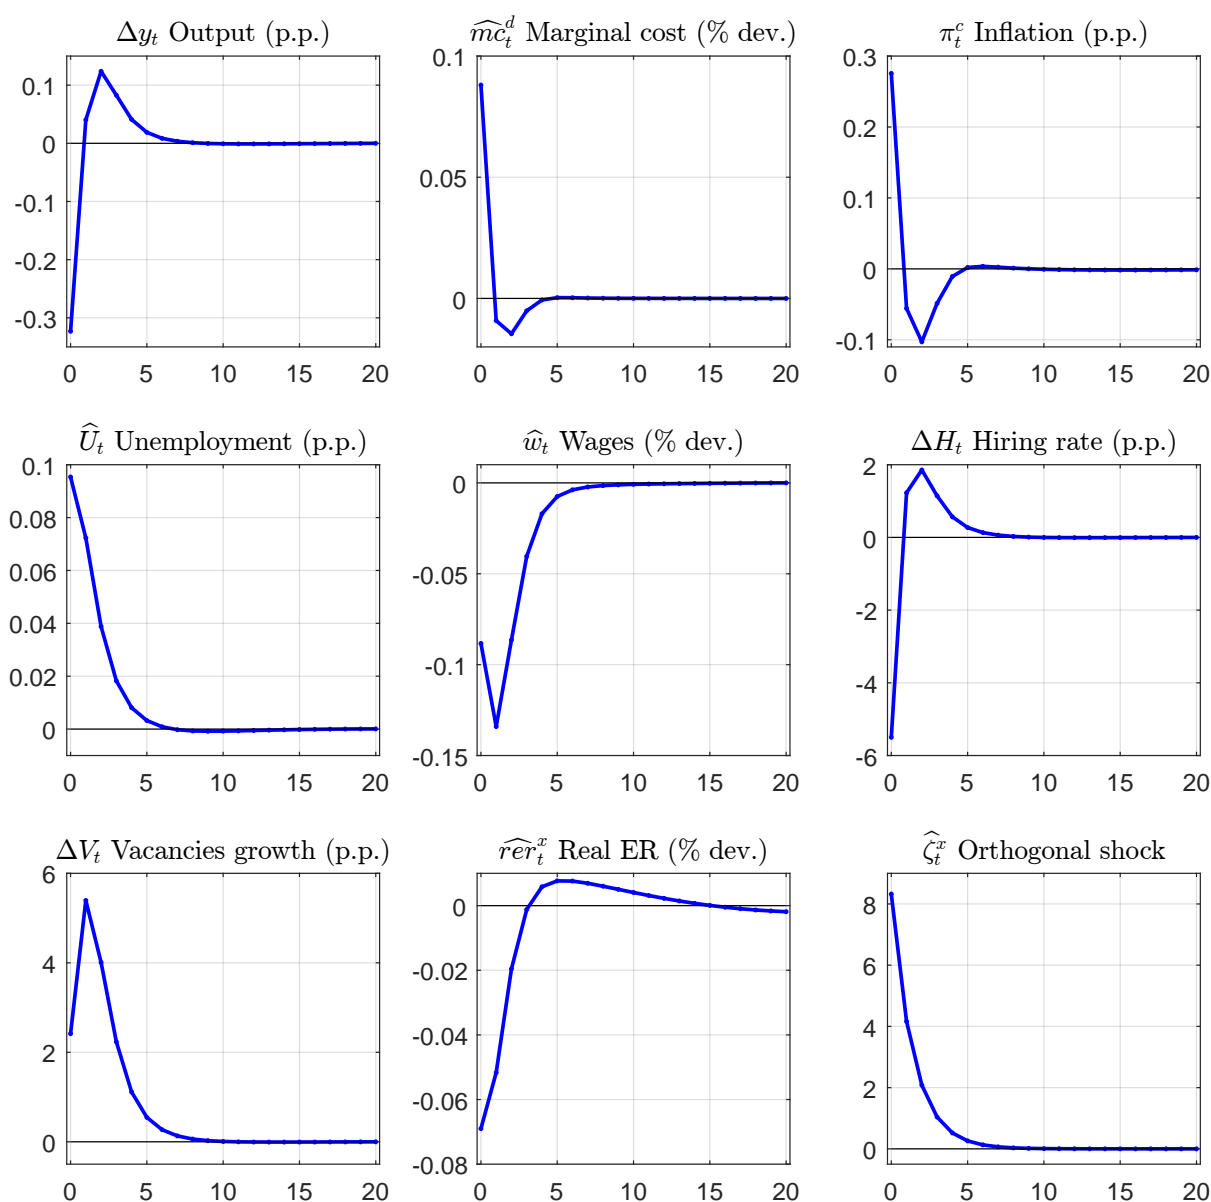 Δy_t Output (p.p.)
0.1
0
-0.1
-0.2
-0.3
0 5 10 15 20
\widehat{mc}_t^d Marginal cost (% dev.)
0.1
0.05
0
0 5 10 15 20
π_t^c Inflation (p.p.)
0.3
0.2
0.1
0
-0.1
0 5 10 15 20
\widehat{U}_t Unemployment (p.p.)
0.1
0.08
0.06
0.04
0.02
0
0 5 10 15 20
\widehat{w}_t Wages (% dev.)
0
-0.05
-0.1
-0.15
0 5 10 15 20
ΔH_t Hiring rate (p.p.)
2
0
-2
-4
-6
0 5 10 15 20
ΔV_t Vacancies growth (p.p.)
6
4
2
0
0 5 10 15 20
\widehat{rer}_t^x Real ER (% dev.)
0
-0.02
-0.04
-0.06
-0.08
0 5 10 15 20
\widehat{ζ}_t^x Orthogonal shock
8
6
4
2
0
0 5 10 15 20